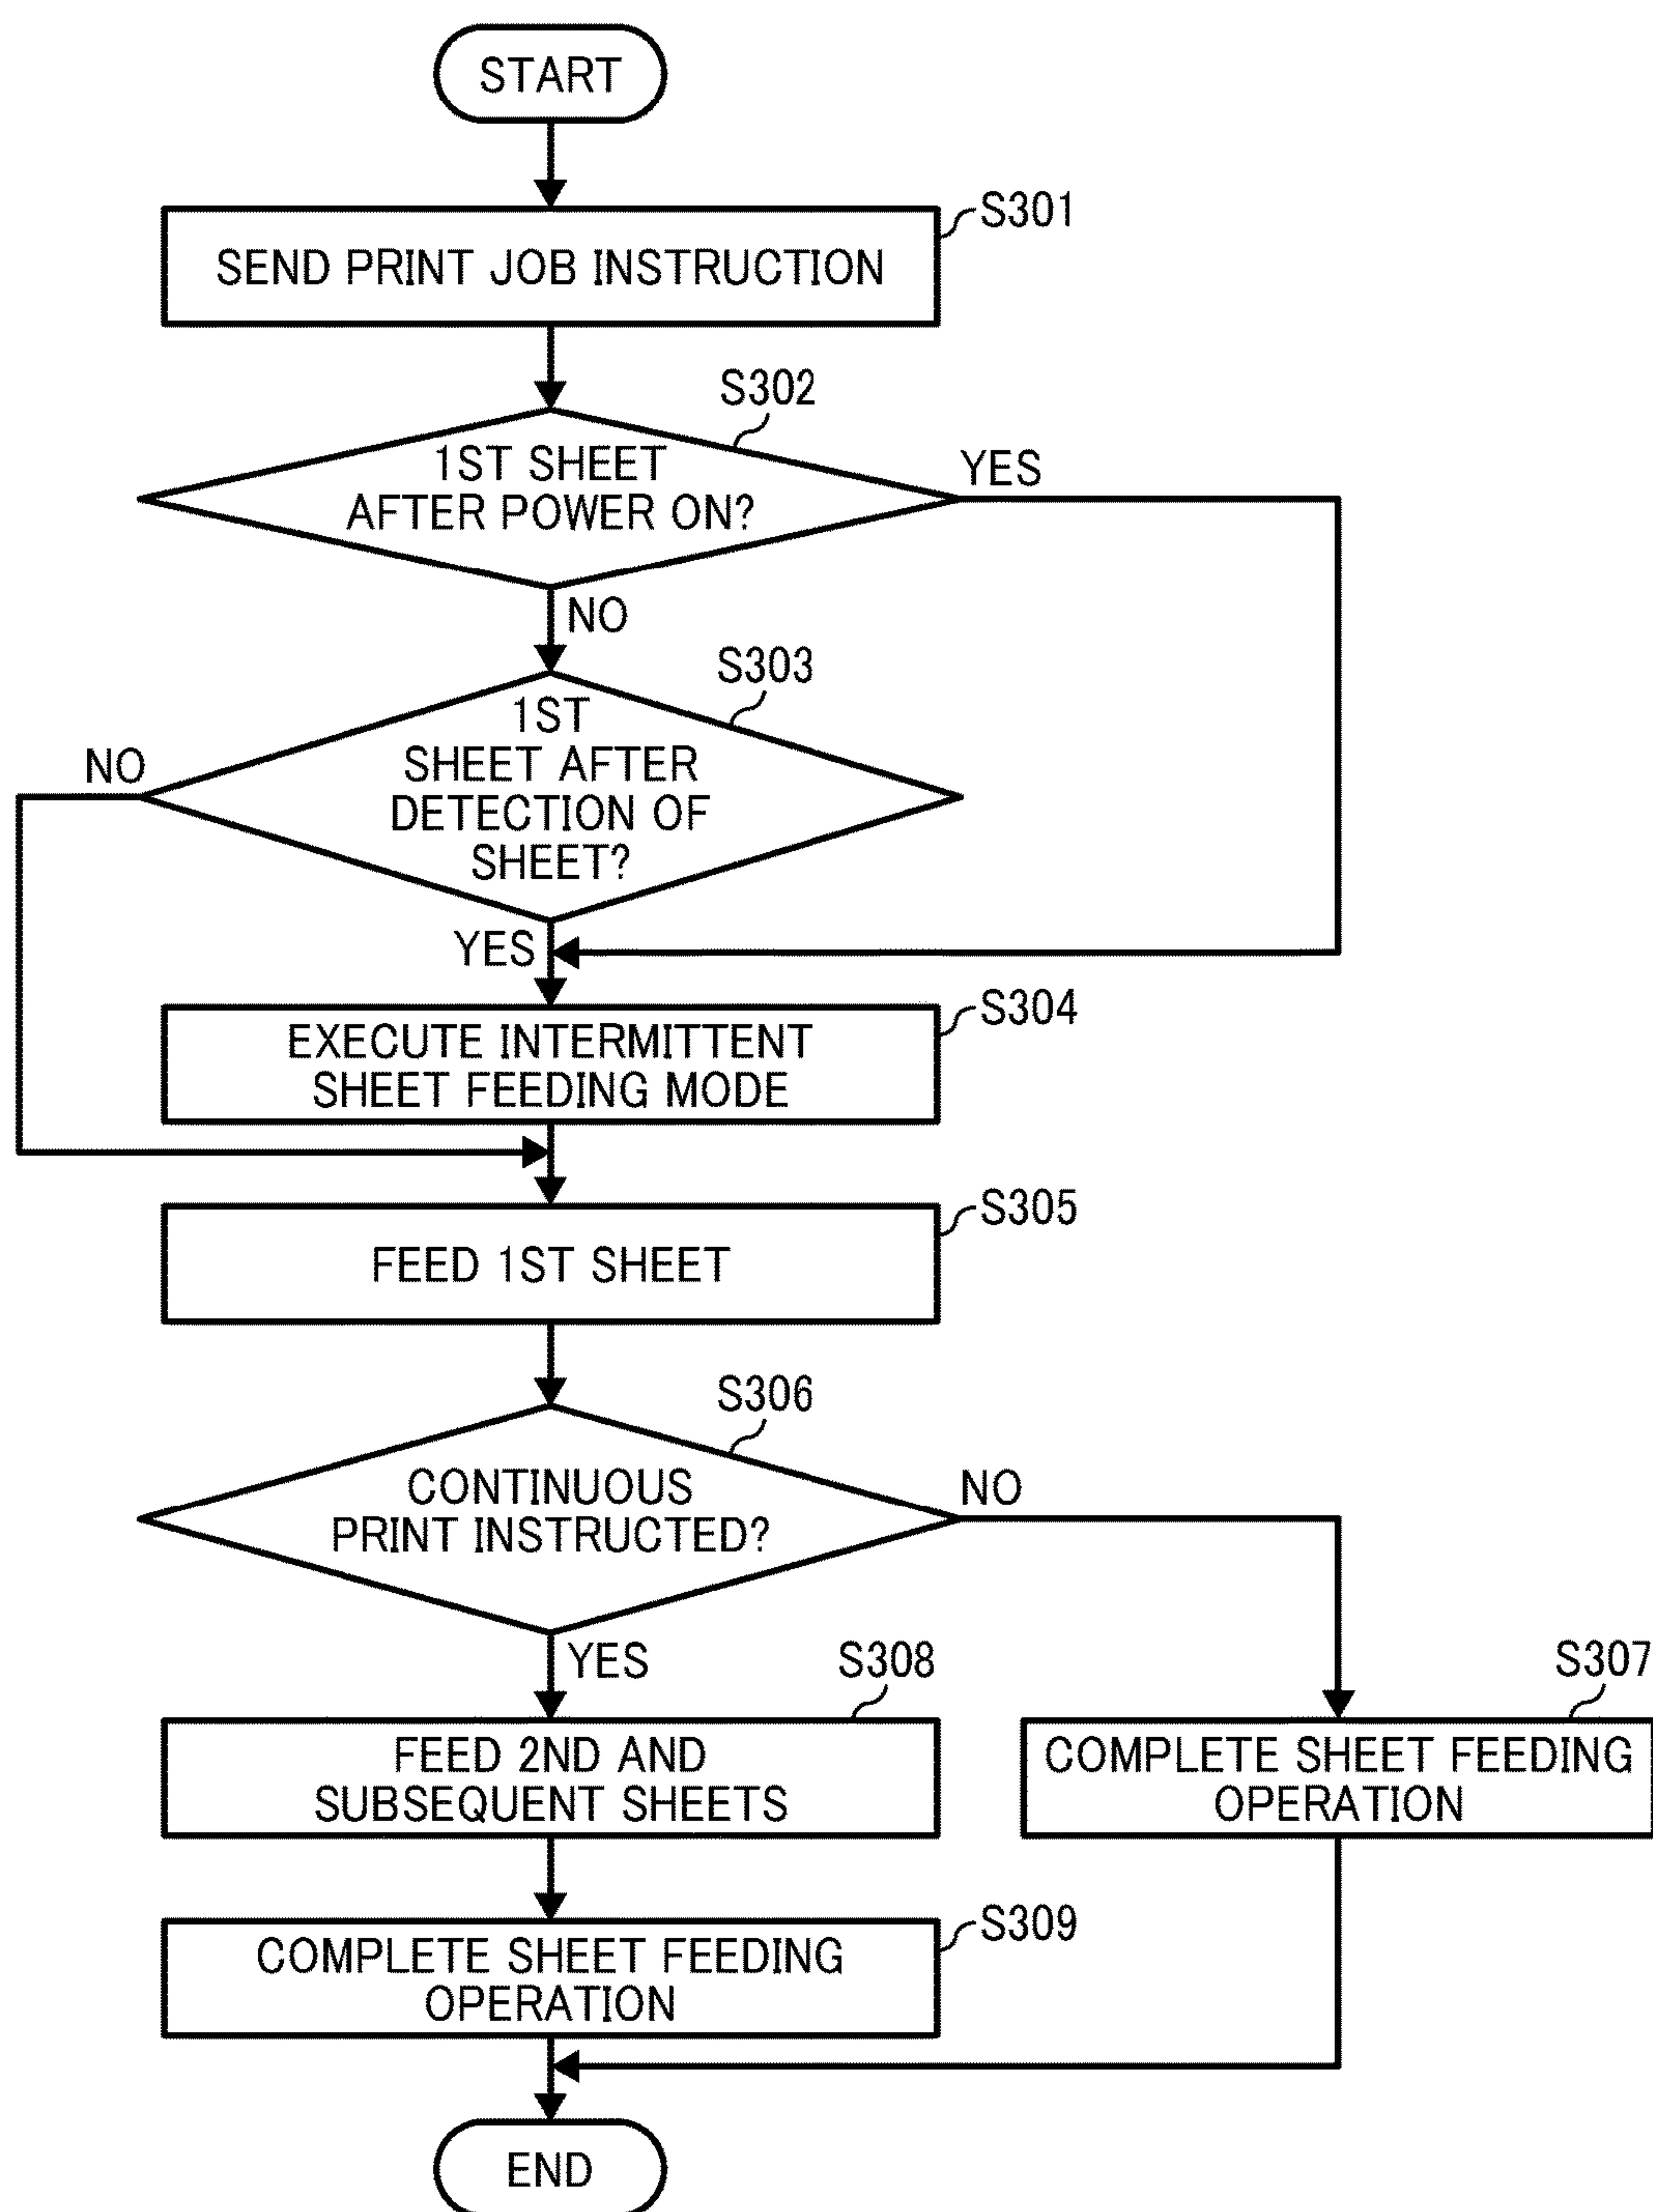 START
S301
SEND PRINT JOB INSTRUCTION
S302
1ST SHEET
AFTER POWER ON?
YES
NO
S303
1ST
SHEET AFTER
DETECTION OF
SHEET?
NO
YES
S304
EXECUTE INTERMITTENT
SHEET FEEDING MODE
S305
FEED 1ST SHEET
S306
CONTINUOUS
PRINT INSTRUCTED?
NO
YES
S308
FEED 2ND AND
SUBSEQUENT SHEETS
S307
COMPLETE SHEET FEEDING
OPERATION
S309
COMPLETE SHEET FEEDING
OPERATION
END